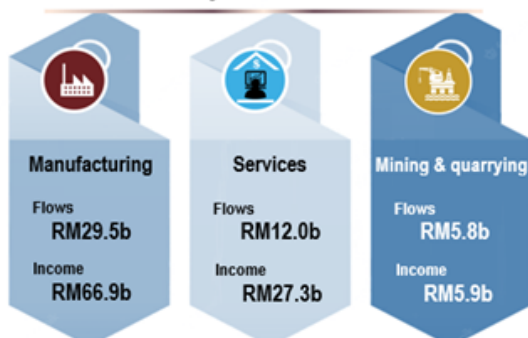 Manufacturing
Flows
RM29.5b
Income
RM66.9b
Services
Flows
RM12.0b
Income
RM27.3b
Mining & quarrying
Flows
RM5.8b
Income
RM5.9b